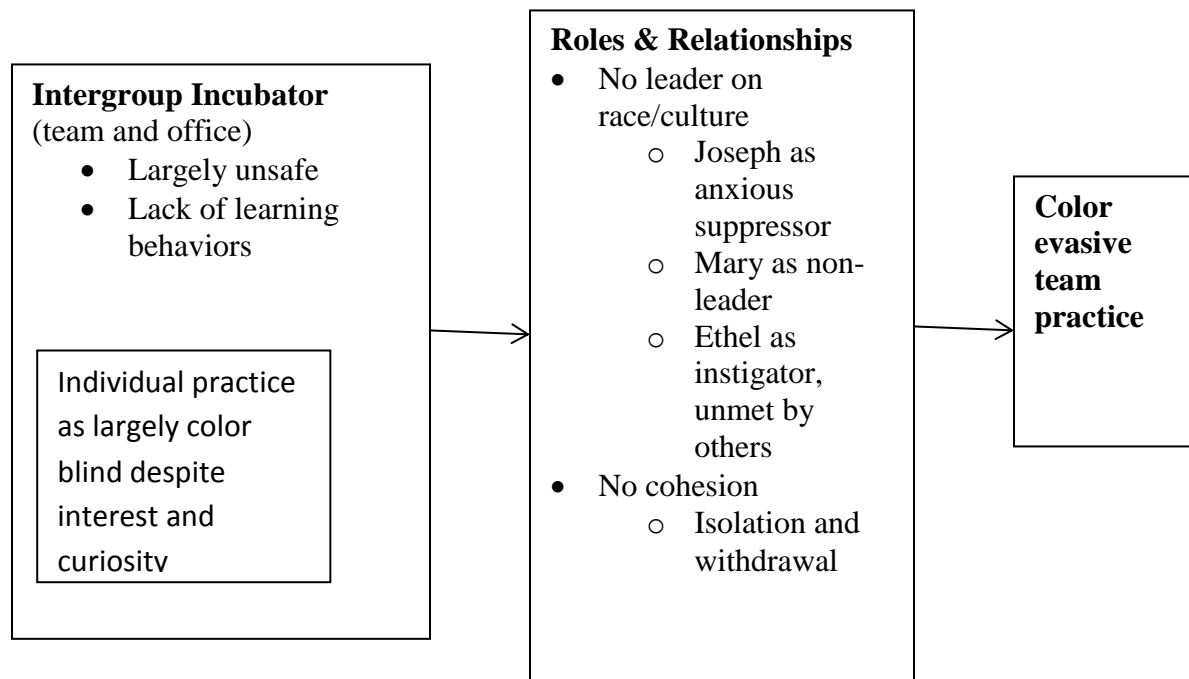 Intergroup Incubator
(team and office)
• Largely unsafe
• Lack of learning
behaviors
Individual practice
as largely color
blind despite
interest and
curiosity
Roles & Relationships
• No leader on
race/culture
o Joseph as
anxious
suppressor
o Mary as non-
leader
o Ethel as
instigator,
unmet by
others
• No cohesion
o Isolation and
withdrawal
Color
evasive
team
practice